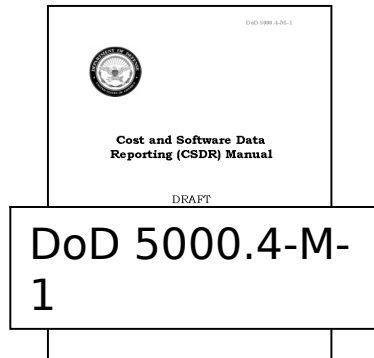 DoD 5000.4-M-1
Cost and Software Data
Reporting (CSDR) Manual
DRAFT
DoD 5000.4-M-
1